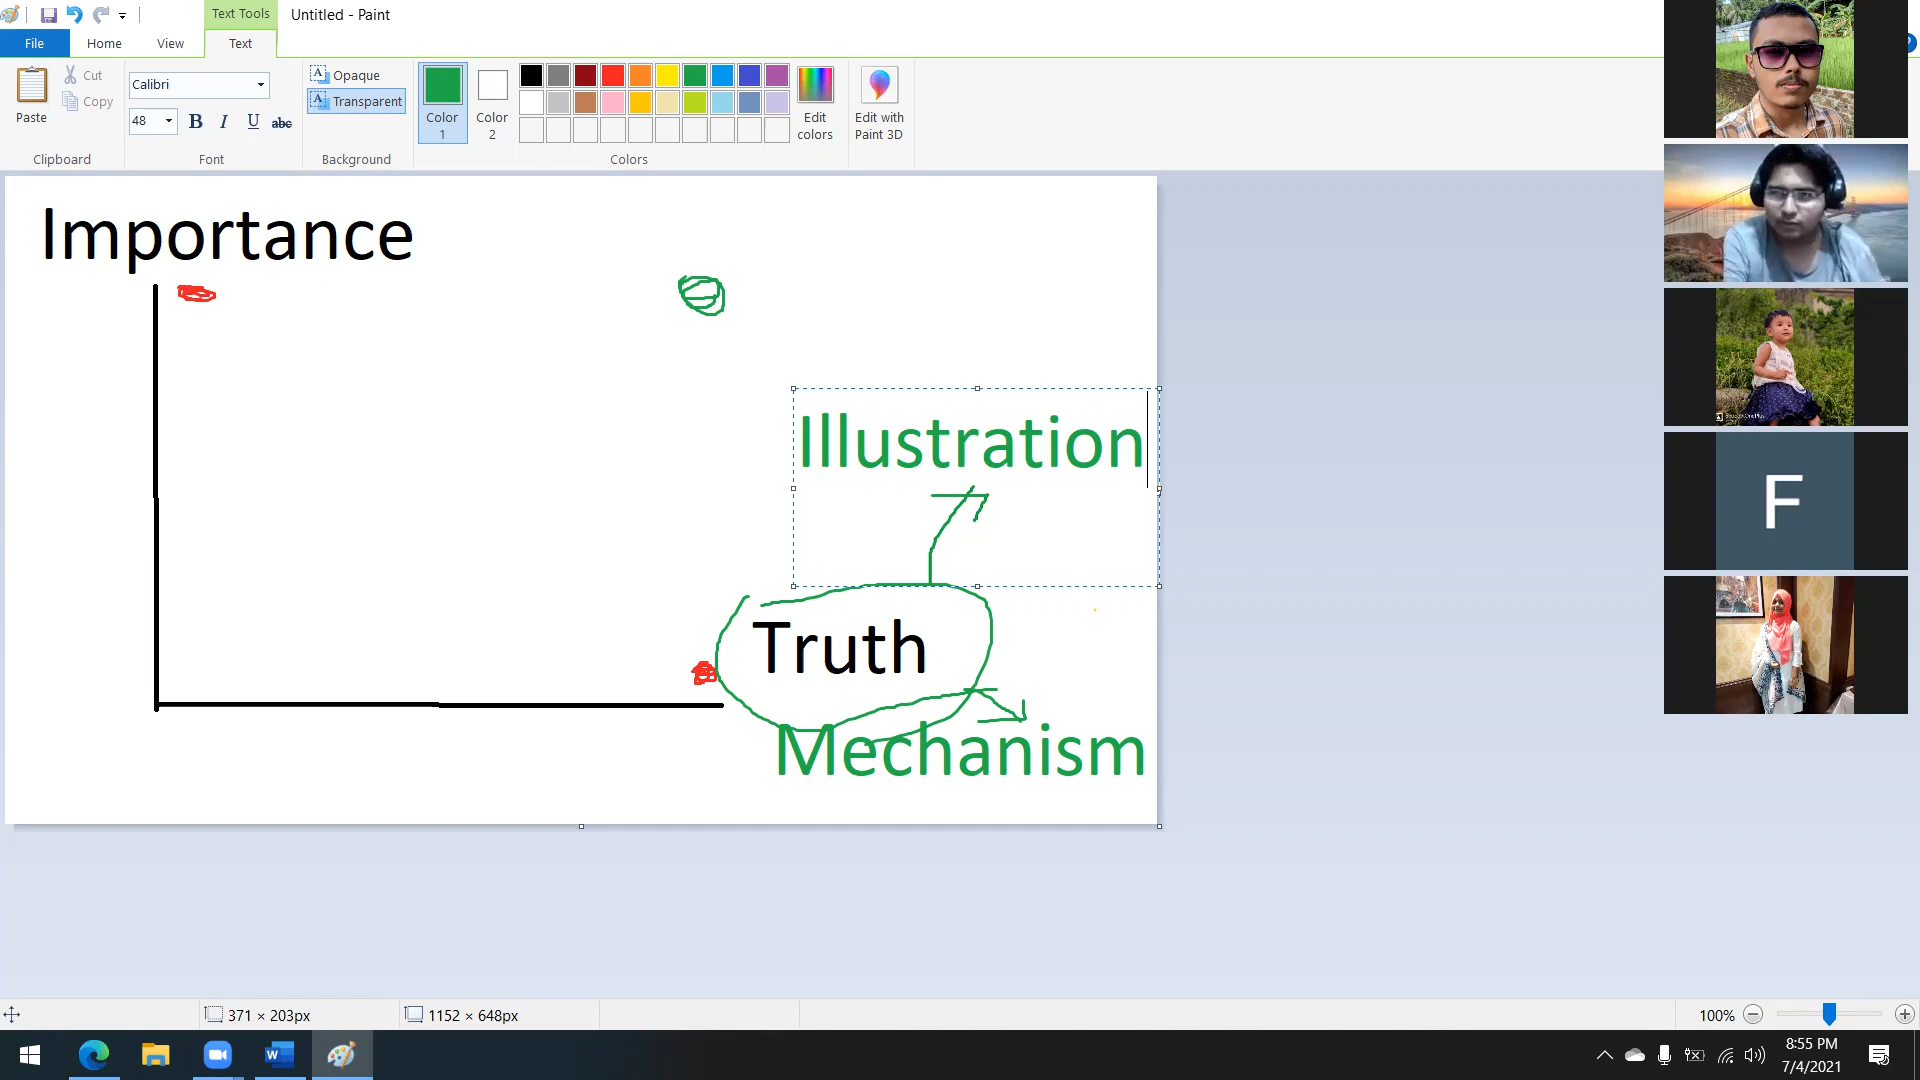 Text Tools
Untitled - Paint
File
Home
View
Text
Paste
Cut
Copy
Clipboard
Calibri
48
B I U abc
Font
Opaque
Transparent
Background
Color
1
Color
2
Edit
colors
Colors
Edit with
Paint 3D
Importance
Illustration
Truth
Mechanism
F
371 × 203px
1152 × 648px
100%
8:55 PM
7/4/2021